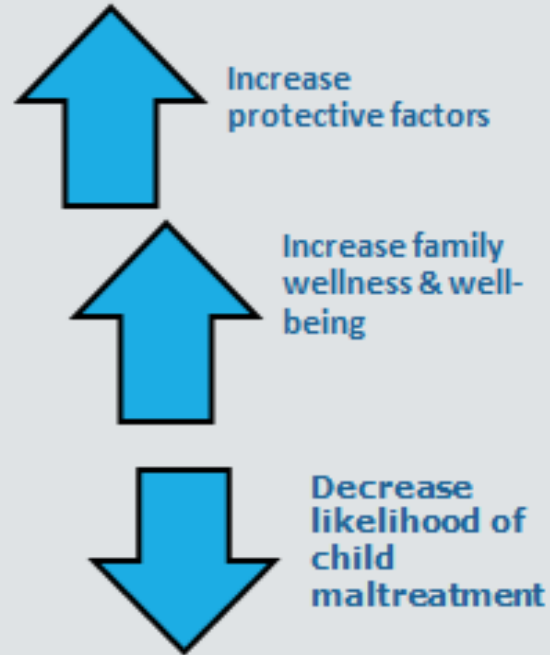 Increase
protective factors
Increase family
wellness & well-
being
Decrease
likelihood of
child
maltreatment